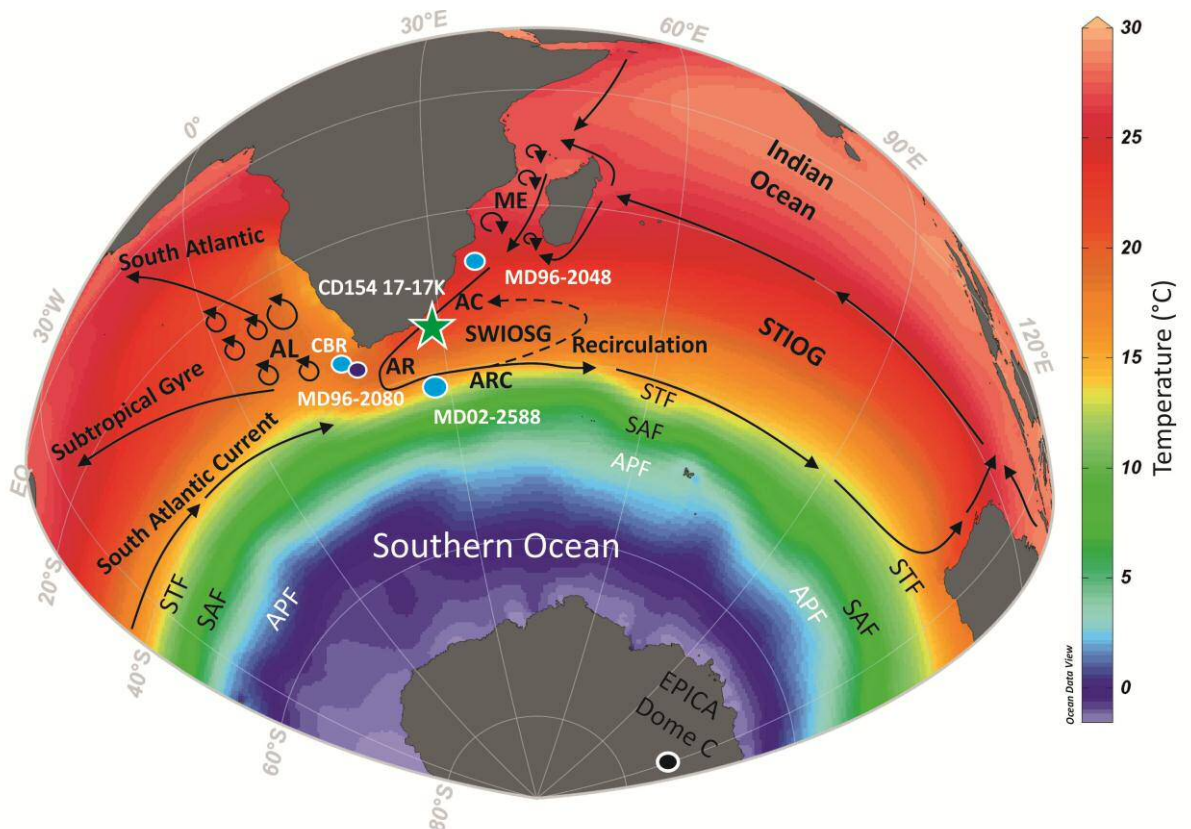 30°E
60°E
0°
90°E
30°W
120°E
EQ
20°S
40°S
60°S
80°S
Indian
Ocean
ME
South Atlantic
MD96-2048
CD154 17-17K
AC
SWIOSG
STIOG
AL
CBR
AR
Recirculation
ARC
MD96-2080
MD02-2588
STF
SAF
APF
Subtropical Gyre
South Atlantic Current
Southern Ocean
STF
SAF
APF
APF
SAF
STF
EPICA
Dome C
30
25
20
15
10
5
0
Temperature (°C)
Ocean Data View